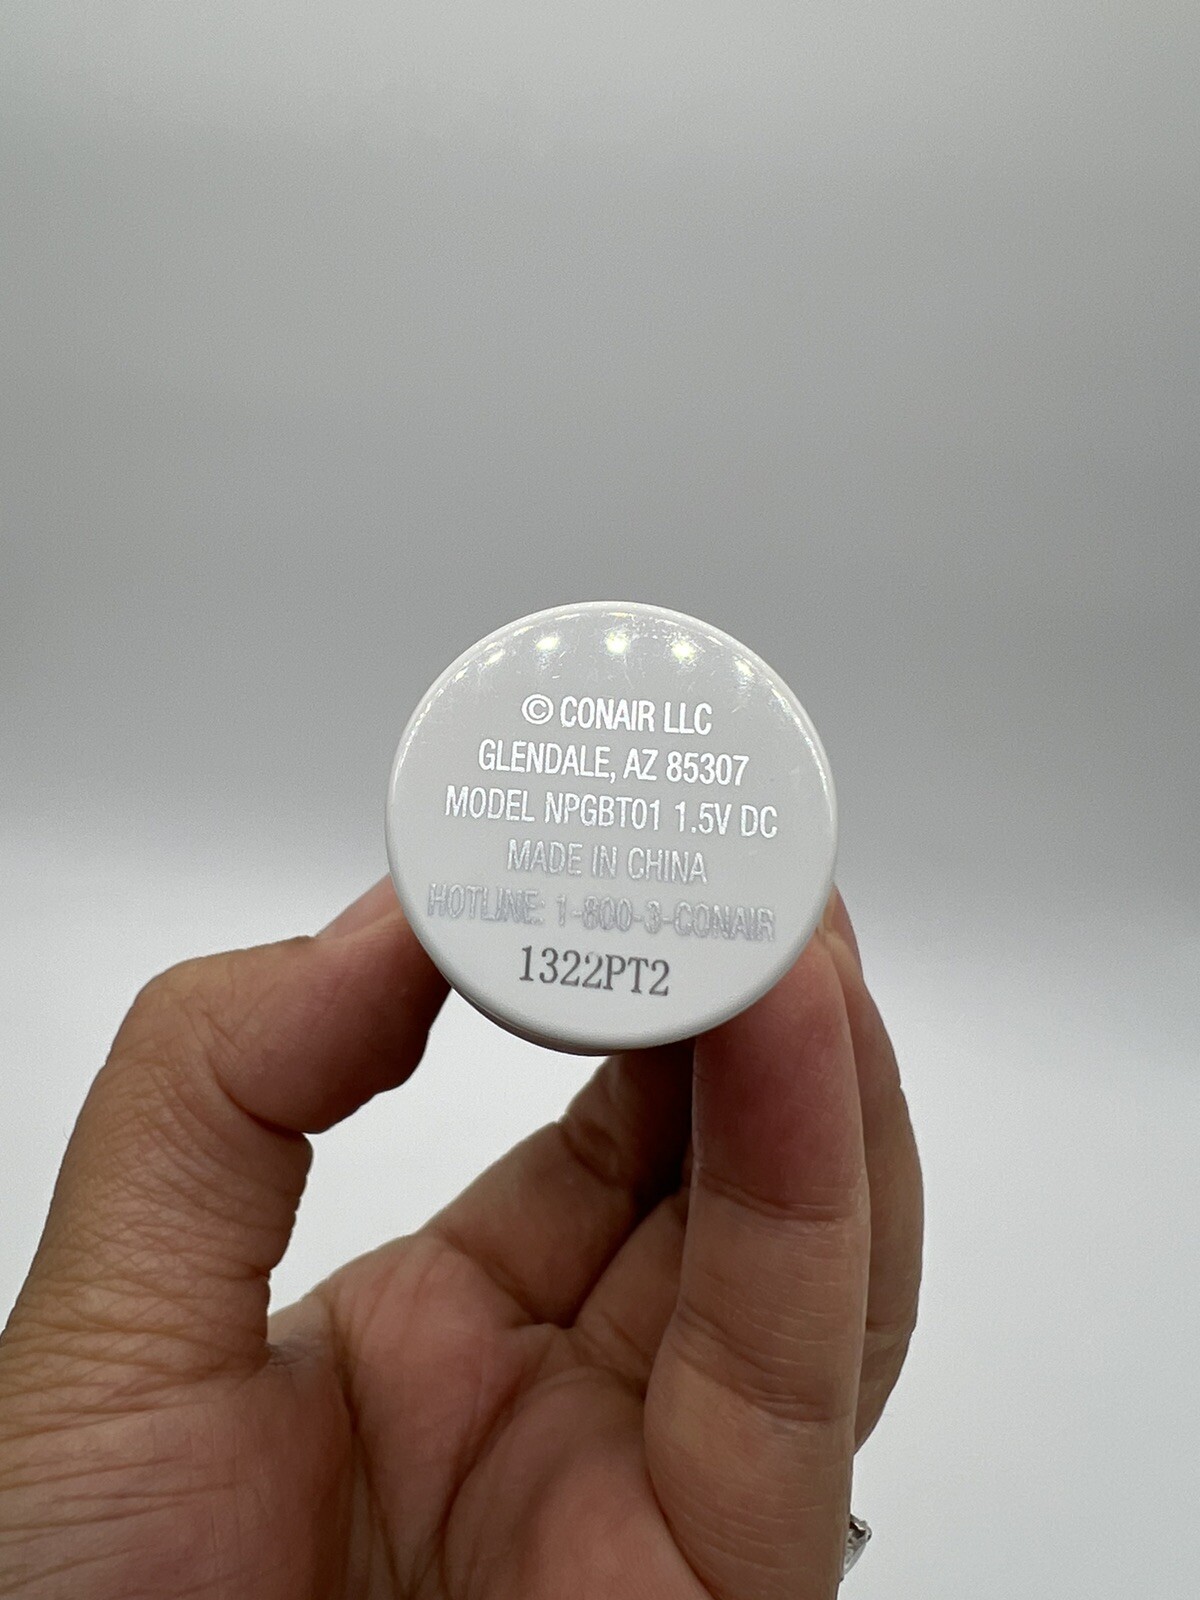 © CONAIR LLC
GLENDALE, AZ 85307
MODEL NPGBT01 1.5V DC
MADE IN CHINA
HOTLINE: 1-800-3-CONAIR
1322PT2